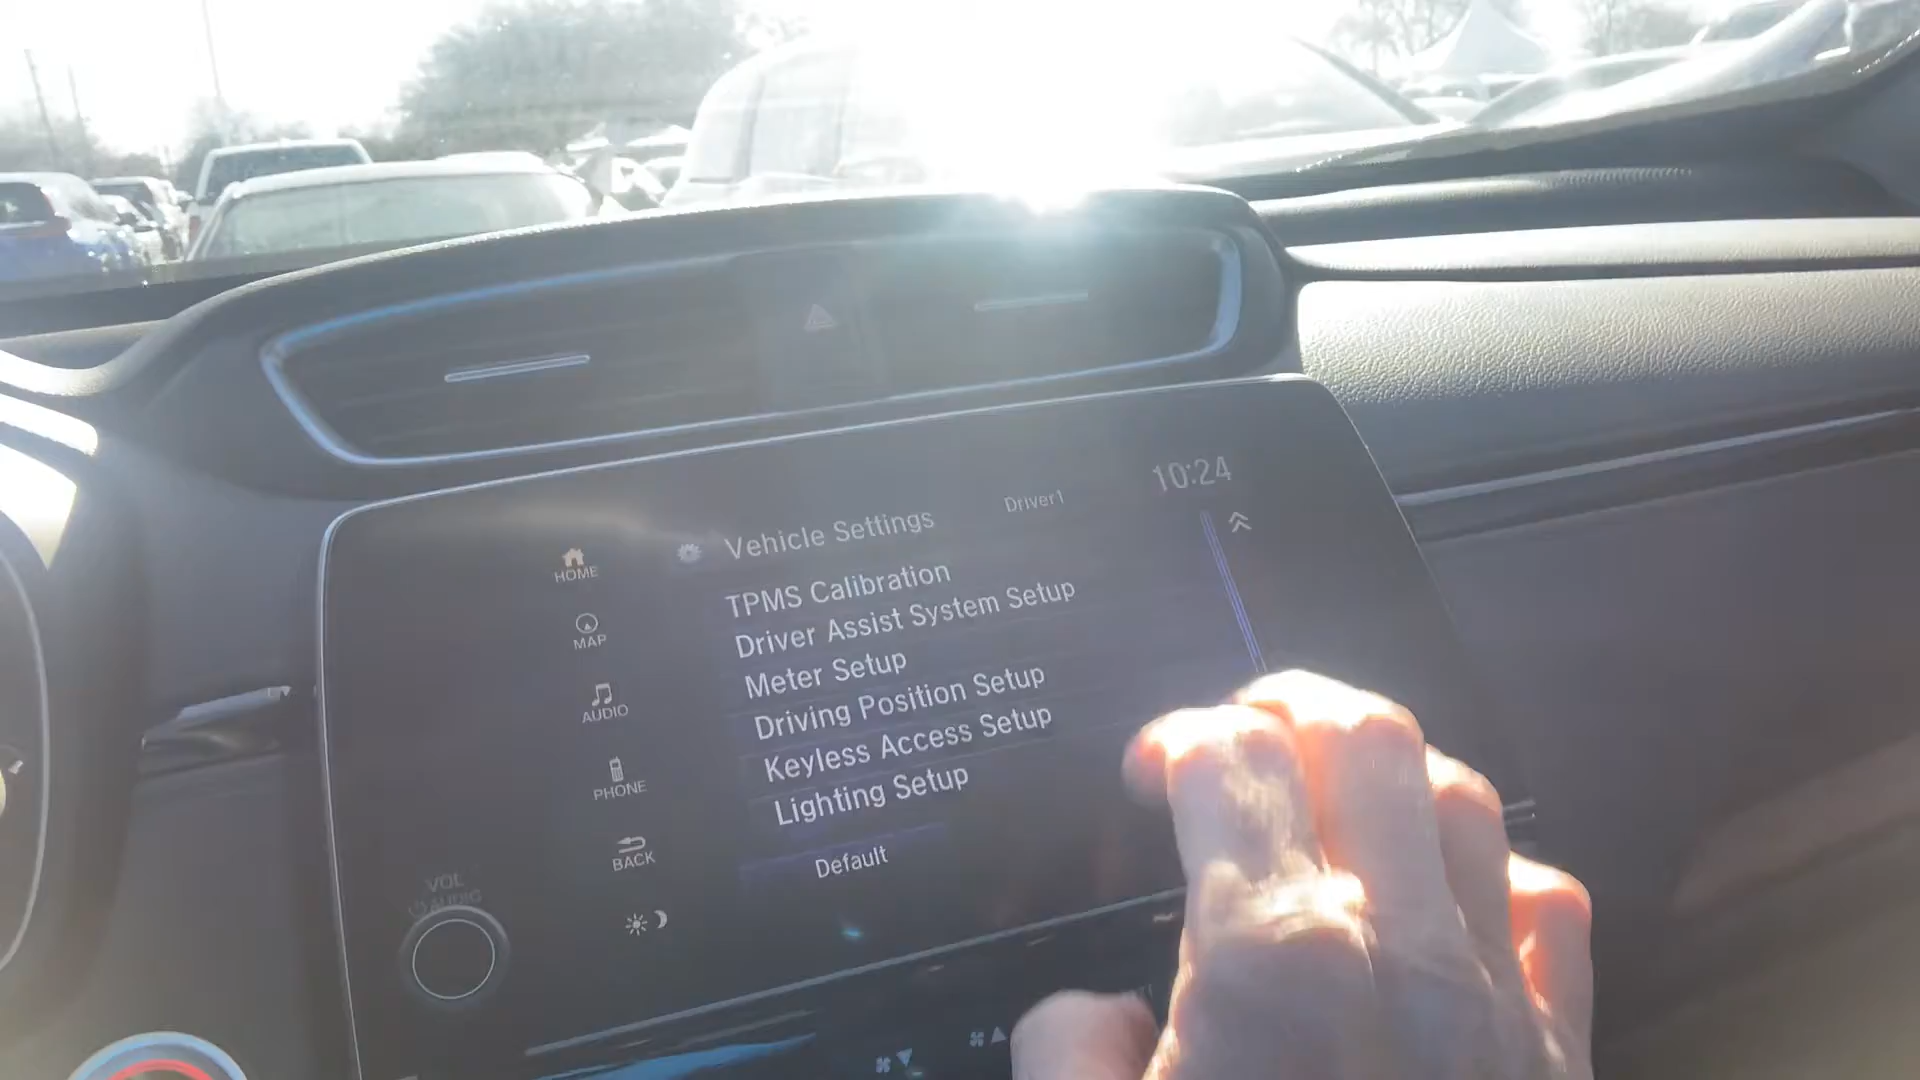 10:24
Driver1
Vehicle Settings
HOME
TPMS Calibration
Driver Assist System Setup
MAP
Meter Setup
Driving Position Setup
AUDIO
Keyless Access Setup
PHONE
Lighting Setup
BACK
Default
VOL
AUDIO